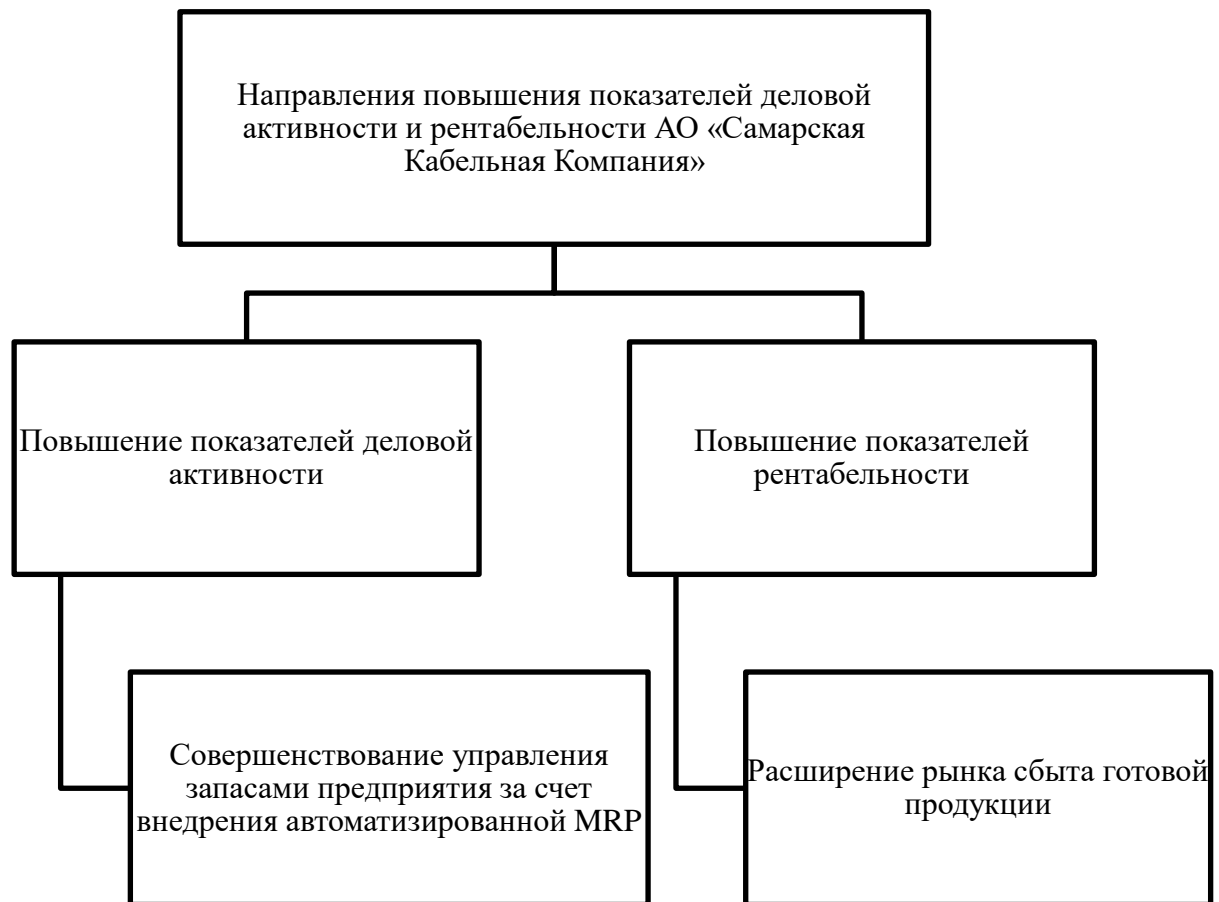 Направления повышения показателей деловой
активности и рентабельности АО «Самарская
Кабельная Компания»
Повышение показателей деловой
активности
Повышение показателей
рентабельности
Совершенствование управления
запасами предприятия за счет
внедрения автоматизированной MRP
Расширение рынка сбыта готовой
продукции